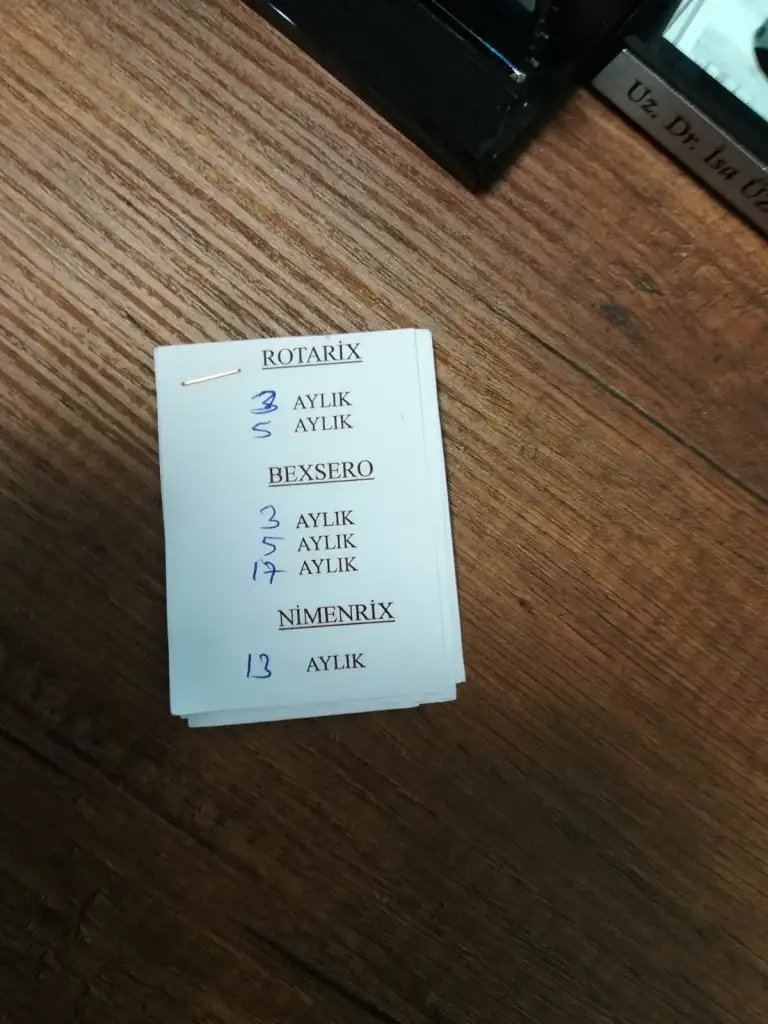 Uz. Dr. İsa
ROTARİX
3 AYLIK
5 AYLIK
BEXSERO
3 AYLIK
5 AYLIK
17 AYLIK
NİMENRİX
13 AYLIK